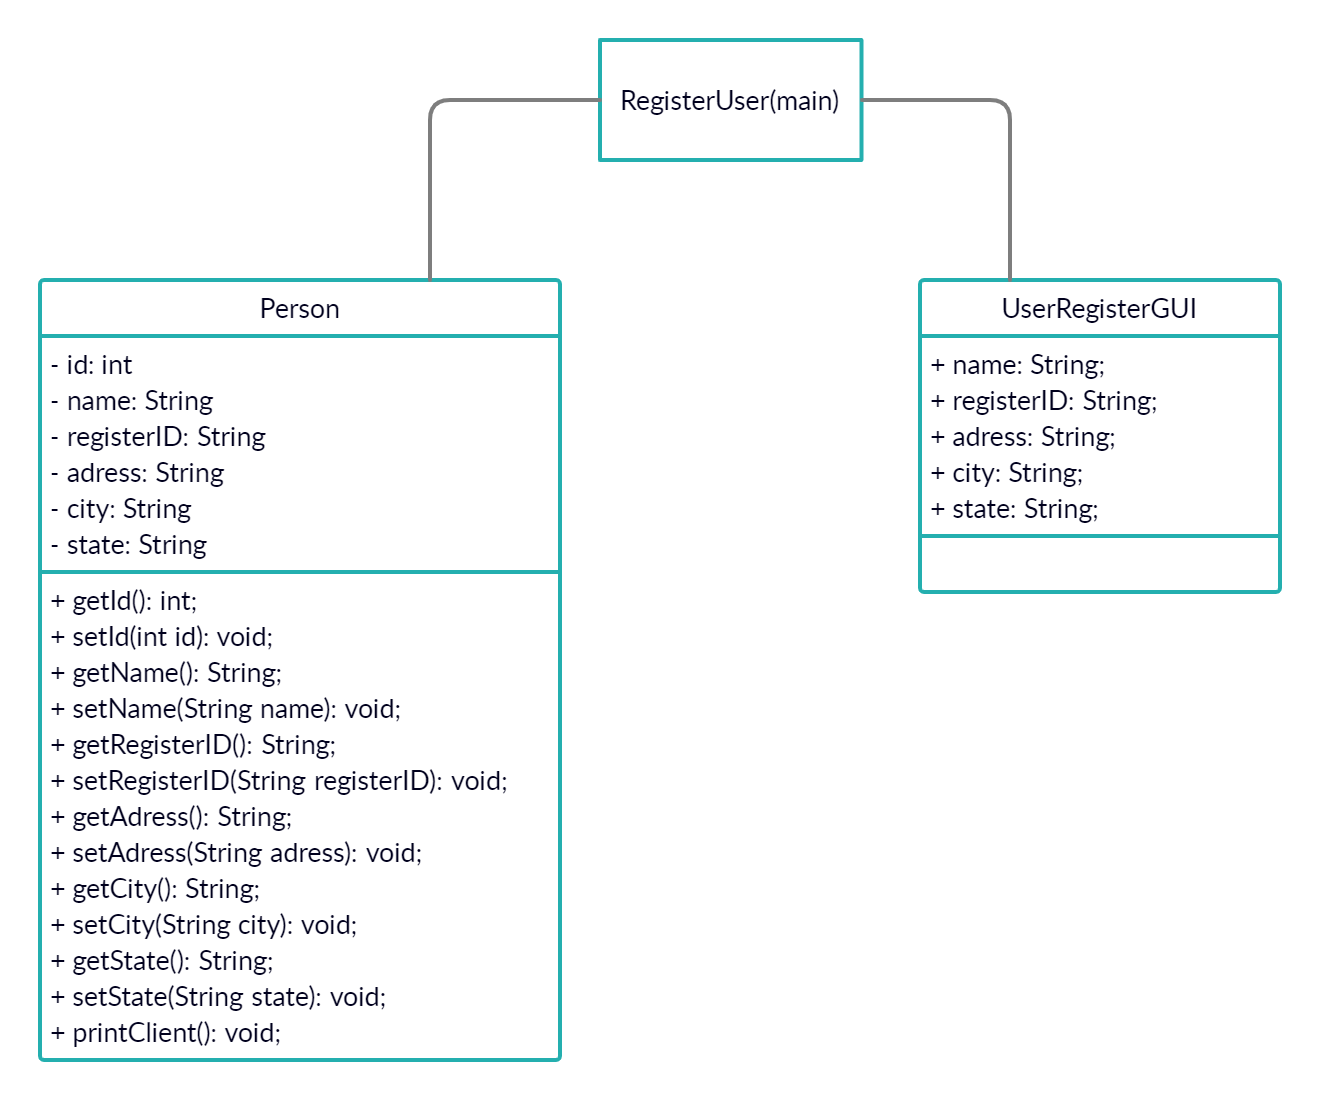 RegisterUser(main)
Person
- id: int
- name: String
- registerID: String
- adress: String
- city: String
- state: String
+ getId(): int;
+ setId(int id): void;
+ getName(): String;
+ setName(String name): void;
+ getRegisterID(): String;
+ setRegisterID(String registerID): void;
+ getAdress(): String;
+ setAdress(String adress): void;
+ getCity(): String;
+ setCity(String city): void;
+ getState(): String;
+ setState(String state): void;
+ printClient(): void;
UserRegisterGUI
+ name: String;
+ registerID: String;
+ adress: String;
+ city: String;
+ state: String;